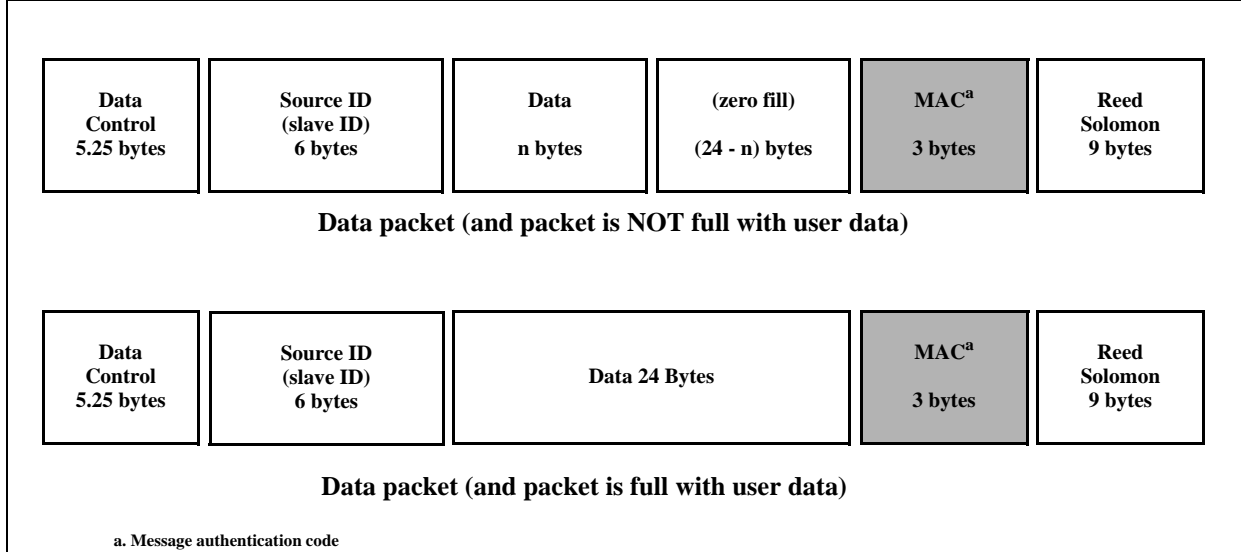 Data
Control
5.25 bytes
Source ID
(slave ID)
6 bytes
Data
n bytes
(zero fill)
(24 - n) bytes
MACa
3 bytes
Reed
Solomon
9 bytes
Data packet (and packet is NOT full with user data)
Data
Control
5.25 bytes
Source ID
(slave ID)
6 bytes
Data 24 Bytes
MACa
3 bytes
Reed
Solomon
9 bytes
Data packet (and packet is full with user data)
a. Message authentication code